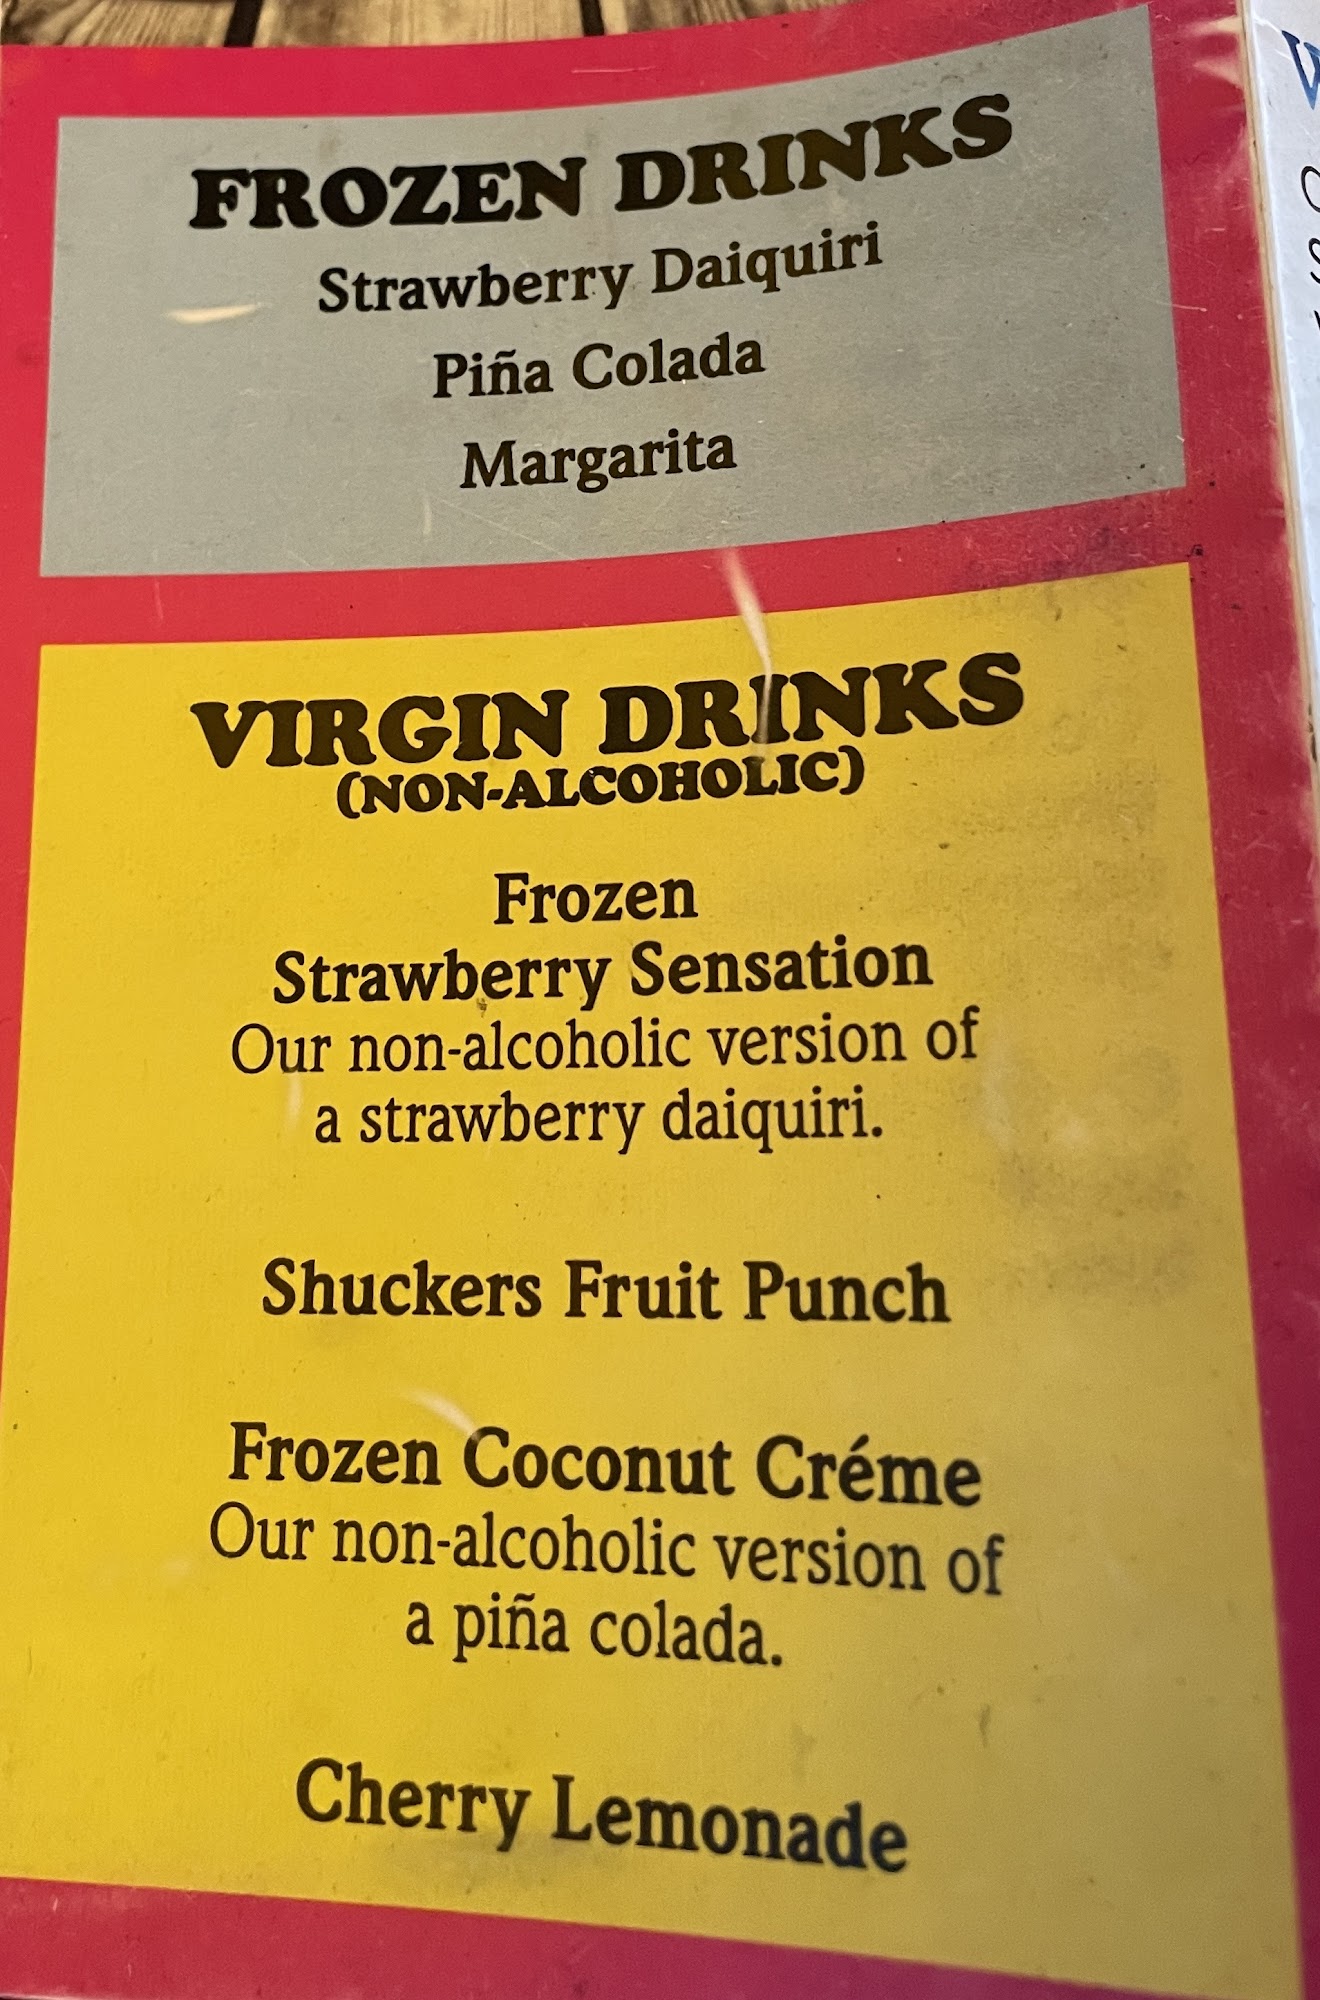 FROZEN DRINKS
Strawberry Daiquiri
Piña Colada
Margarita
VIRGIN DRINKS
(NON-ALCOHOLIC)
Frozen
Strawberry Sensation
Our non-alcoholic version of
a strawberry daiquiri.
Shuckers Fruit Punch
Frozen Coconut Créme
Our non-alcoholic version of
a piña colada.
Cherry Lemonade